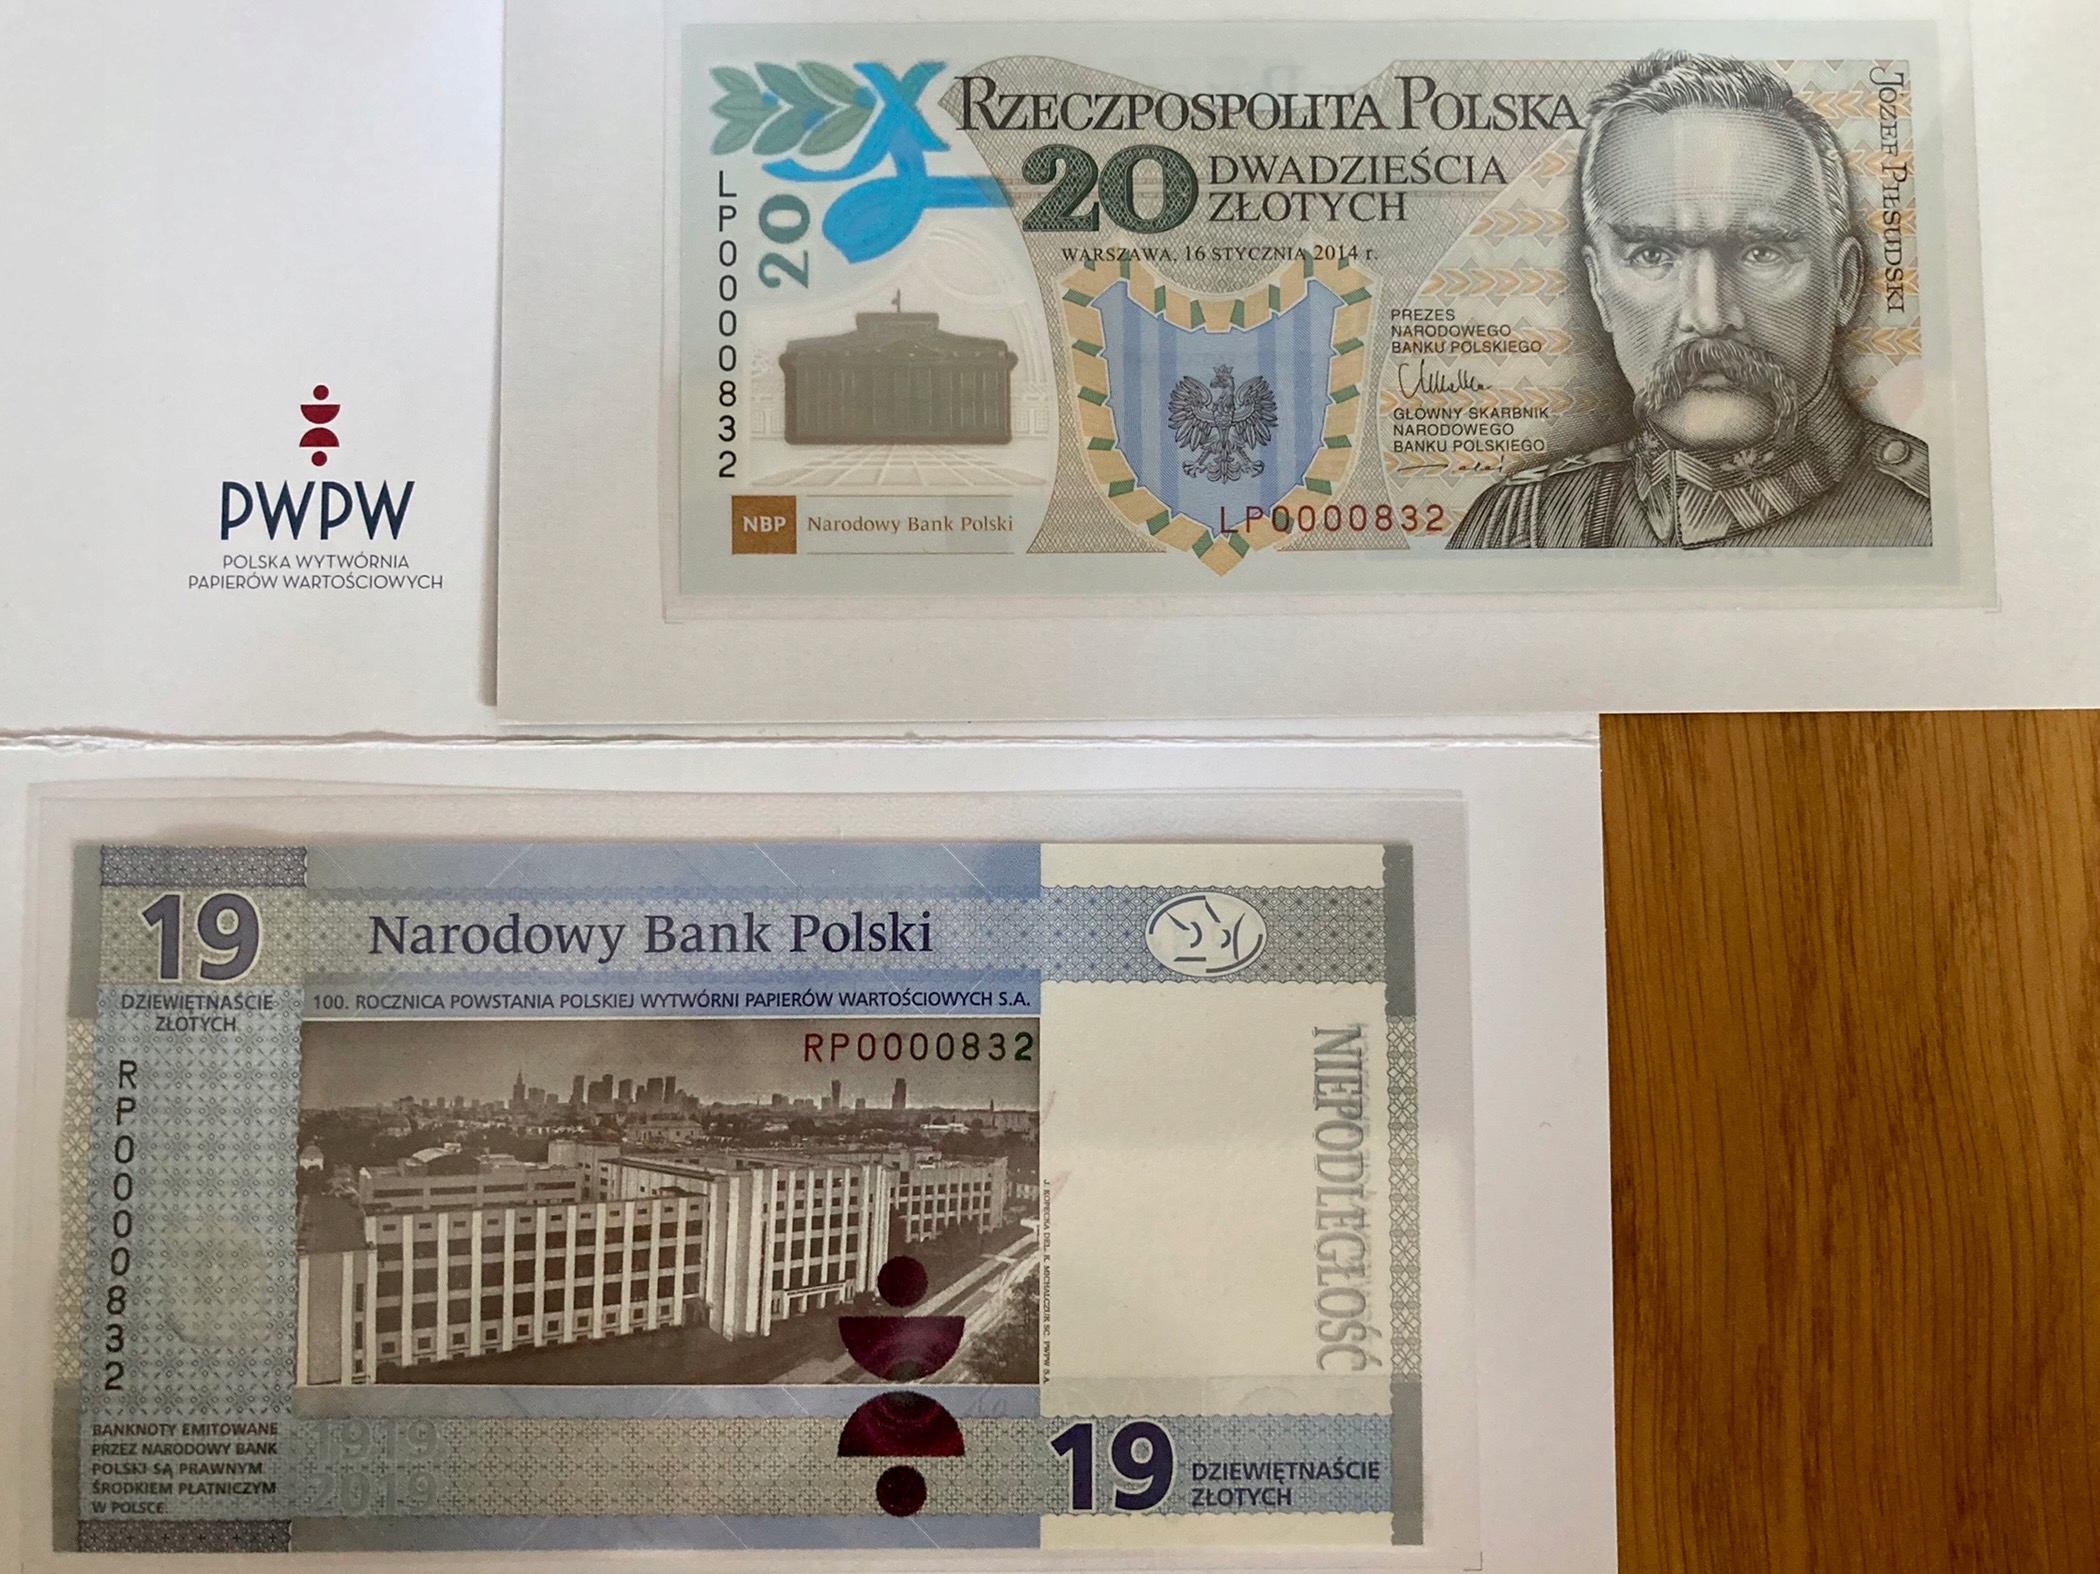 PWPW
POLSKA WYTWÓRNIA
PAPIERÓW WARTOŚCIOWYCH
LP0000832
20
RZECZPOSPOLITA POLSKA
20 DWADZIEŚCIA
ZŁOTYCH
WARSZAWA, 16 STYCZNIA 2014 r.
PREZES
NARODOWEGO
BANKU POLSKIEGO
GŁÓWNY SKARBNIK
NARODOWEGO
BANKU POLSKIEGO
LP0000832
NBP Narodowy Bank Polski
JÓZEF PIŁSUDSKI
19
Narodowy Bank Polski
DZIEWIĘTNAŚCIE
ZŁOTYCH
100. ROCZNICA POWSTANIA POLSKIEJ WYTWÓRNI PAPIERÓW WARTOŚCIOWYCH S.A.
RP0000832
RP0000832
NIEPODLEGŁOŚĆ
BANKNOTY EMITOWANE
PRZEZ NARODOWY BANK
POLSKI SĄ PRAWNYM
ŚRODKIEM PŁATNICZYM
W POLSCE
1919
2019
19 DZIEWIĘTNAŚCIE
ZŁOTYCH